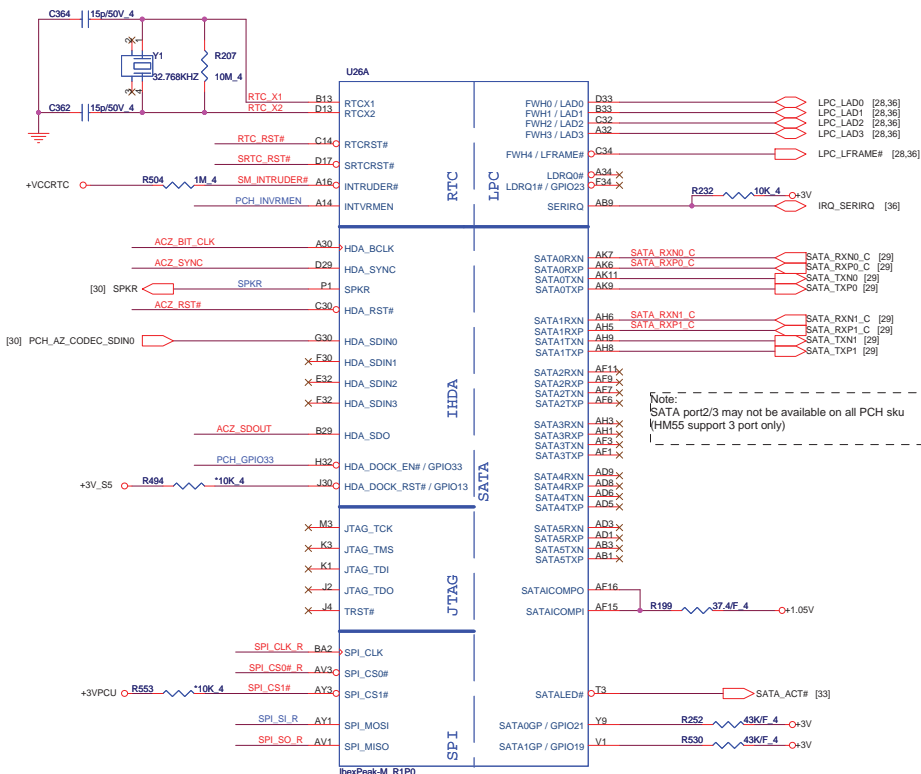 C364 15p/50V_4
2 1
Y1
R207
32.768KHZ 10M_4
3 4
C362 15p/50V_4
U26A
RTC_X1 B13 RTCX1
RTC_X2 D13 RTCX2
RTC_RST# C14 RTCRST#
SRTC_RST# D17 SRTCRST#
+VCCRTC R504 1M_4 SM_INTRUDER# A16 INTRUDER#
PCH_INVRMEN A14 INTVRMEN
RTC
LPC
FWH0 / LAD0 D33 LPC_LAD0 [28,36]
FWH1 / LAD1 B33 LPC_LAD1 [28,36]
FWH2 / LAD2 C32 LPC_LAD2 [28,36]
FWH3 / LAD3 A32 LPC_LAD3 [28,36]
FWH4 / LFRAME# C34 LPC_LFRAME# [28,36]
LDRQ0# A34
LDRQ1# / GPIO23 F34
R232 10K_4 +3V
SERIRQ AB9 IRQ_SERIRQ [36]
ACZ_BIT_CLK A30 HDA_BCLK
ACZ_SYNC D29 HDA_SYNC
[30] SPKR SPKR P1 SPKR
ACZ_RST# C30 HDA_RST#
[30] PCH_AZ_CODEC_SDIN0 G30 HDA_SDIN0
F30 HDA_SDIN1
E32 HDA_SDIN2
F32 HDA_SDIN3
ACZ_SDOUT B29 HDA_SDO
PCH_GPIO33 H32 HDA_DOCK_EN# / GPIO33
+3V_S5 R494 *10K_4 J30 HDA_DOCK_RST# / GPIO13
IHDA
SATA
SATA0RXN AK7 SATA_RXN0_C SATA_RXN0_C [29]
SATA0RXP AK6 SATA_RXP0_C SATA_RXP0_C [29]
SATA0TXN AK11 SATA_TXN0 [29]
SATA0TXP AK9 SATA_TXP0 [29]
SATA1RXN AH6 SATA_RXN1_C SATA_RXN1_C [29]
SATA1RXP AH5 SATA_RXP1_C SATA_RXP1_C [29]
SATA1TXN AH9 SATA_TXN1 [29]
SATA1TXP AH8 SATA_TXP1 [29]
SATA2RXN AF11
SATA2RXP AF9
SATA2TXN AF7
SATA2TXP AF6
SATA3RXN AH3
SATA3RXP AH1
SATA3TXN AF3
SATA3TXP AF1
Note:
SATA port2/3 may not be available on all PCH sku
(HM55 support 3 port only)
SATA4RXN AD9
SATA4RXP AD8
SATA4TXN AD6
SATA4TXP AD5
SATA5RXN AD3
SATA5RXP AD1
SATA5TXN AB3
SATA5TXP AB1
M3 JTAG_TCK
K3 JTAG_TMS
K1 JTAG_TDI
J2 JTAG_TDO
J4 TRST#
JTAG
SATAICOMPO AF16
SATAICOMPI AF15 R199 37.4/F_4 +1.05V
SPI_CLK_R BA2 SPI_CLK
SPI_CS0#_R AV3 SPI_CS0#
+3VPCU R553 *10K_4 SPI_CS1# AY3 SPI_CS1#
SPI_SI_R AY1 SPI_MOSI
SPI_SO_R AV1 SPI_MISO
SPI
SATALED# T3 SATA_ACT# [33]
SATA0GP / GPIO21 Y9 R252 43K/F_4 +3V
SATA1GP / GPIO19 V1 R530 43K/F_4 +3V
IbexPeak-M_R1P0